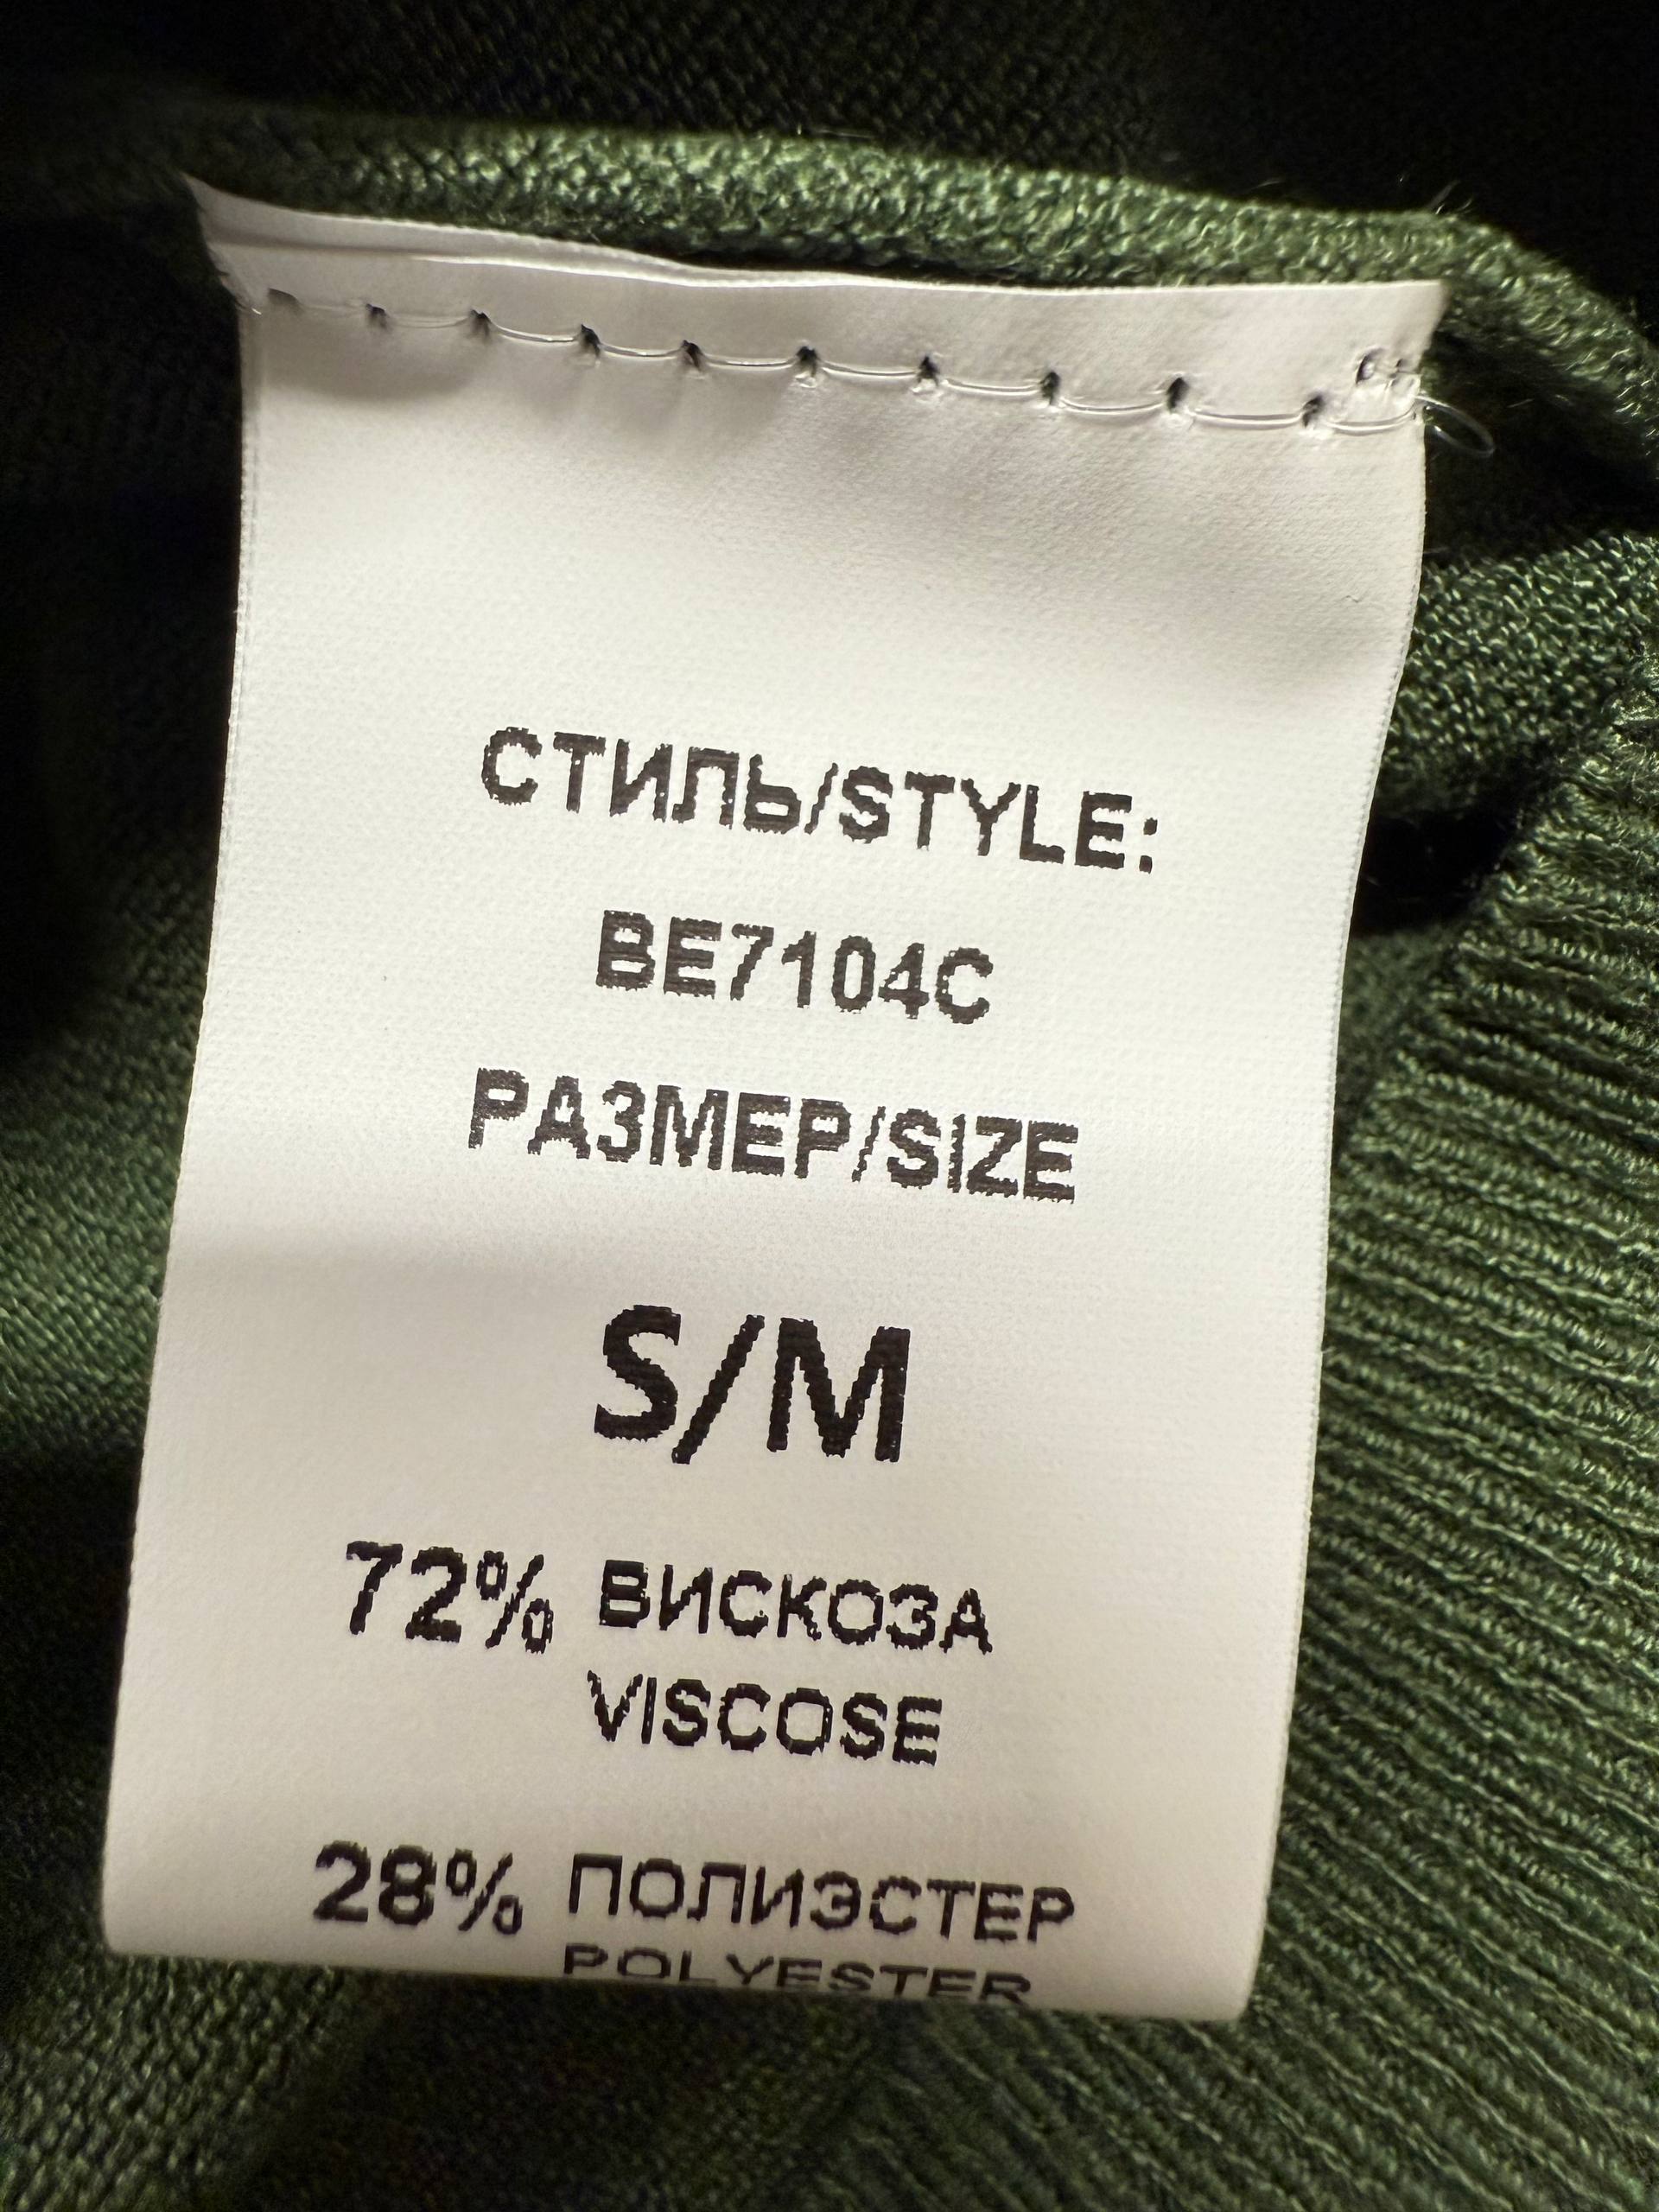 СТИЛЬ/STYLE:
BE7104C
РАЗМЕР/SIZE
S/M
72% ВИСКОЗА
VISCOSE
28% ПОЛИЭСТЕР
POLYESTER